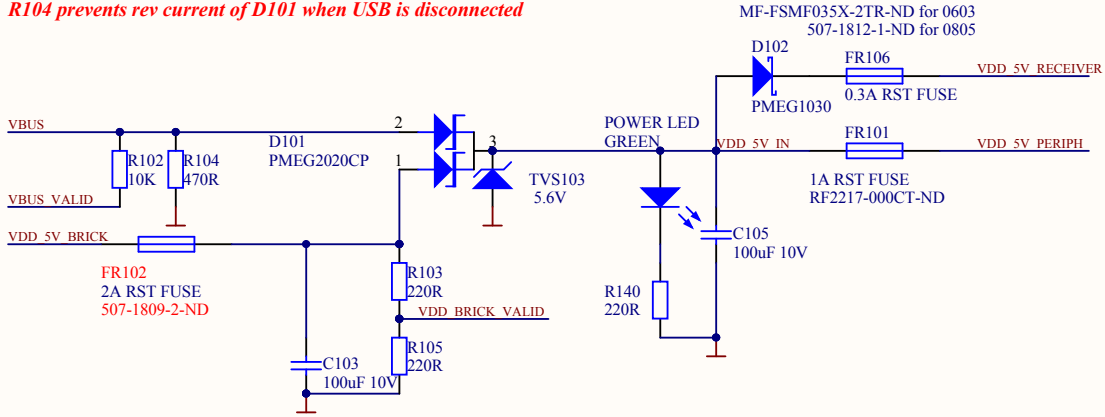 R104 prevents rev current of D101 when USB is disconnected
MF-FSMF035X-2TR-ND for 0603
507-1812-1-ND for 0805
D102
PMEG1030
FR106
0.3A RST FUSE
VDD_5V_RECEIVER
VBUS
R102
10K
R104
470R
D101
PMEG2020CP
2
1
3
TVS103
5.6V
POWER LED
GREEN
VDD_5V_IN
FR101
VDD_5V_PERIPH
1A RST FUSE
RF2217-000CT-ND
VBUS_VALID
VDD_5V_BRICK
FR102
2A RST FUSE
507-1809-2-ND
R103
220R
VDD_BRICK_VALID
R105
220R
C103
100uF 10V
R140
220R
C105
100uF 10V